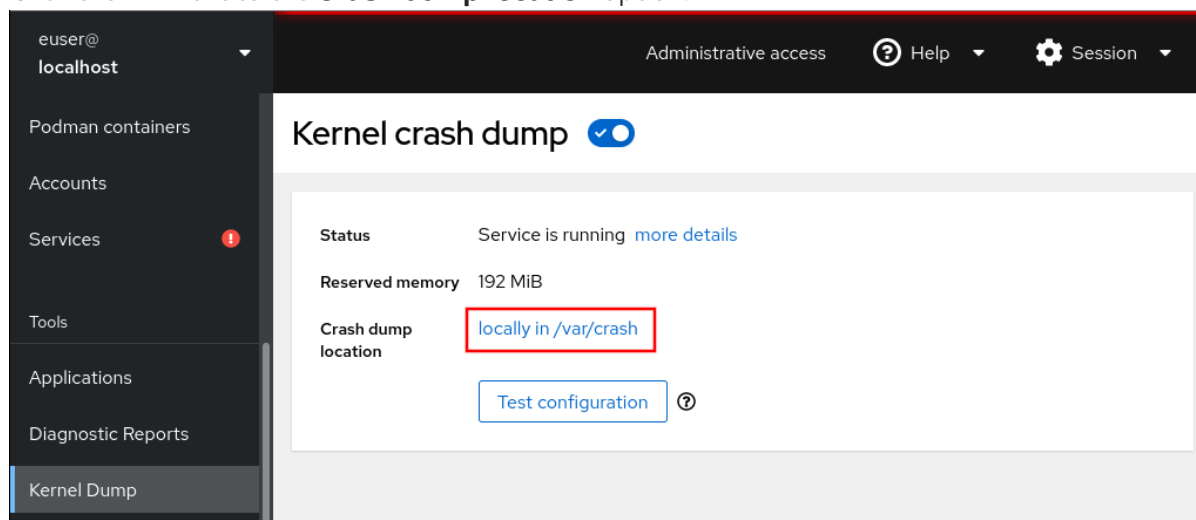 euser@
localhost
Administrative access
Help
Session
Podman containers
Accounts
Services
Tools
Applications
Diagnostic Reports
Kernel Dump
Kernel crash dump
Status
Service is running more details
Reserved memory
192 MiB
Crash dump
location
locally in /var/crash
Test configuration